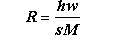 R = hw / sM